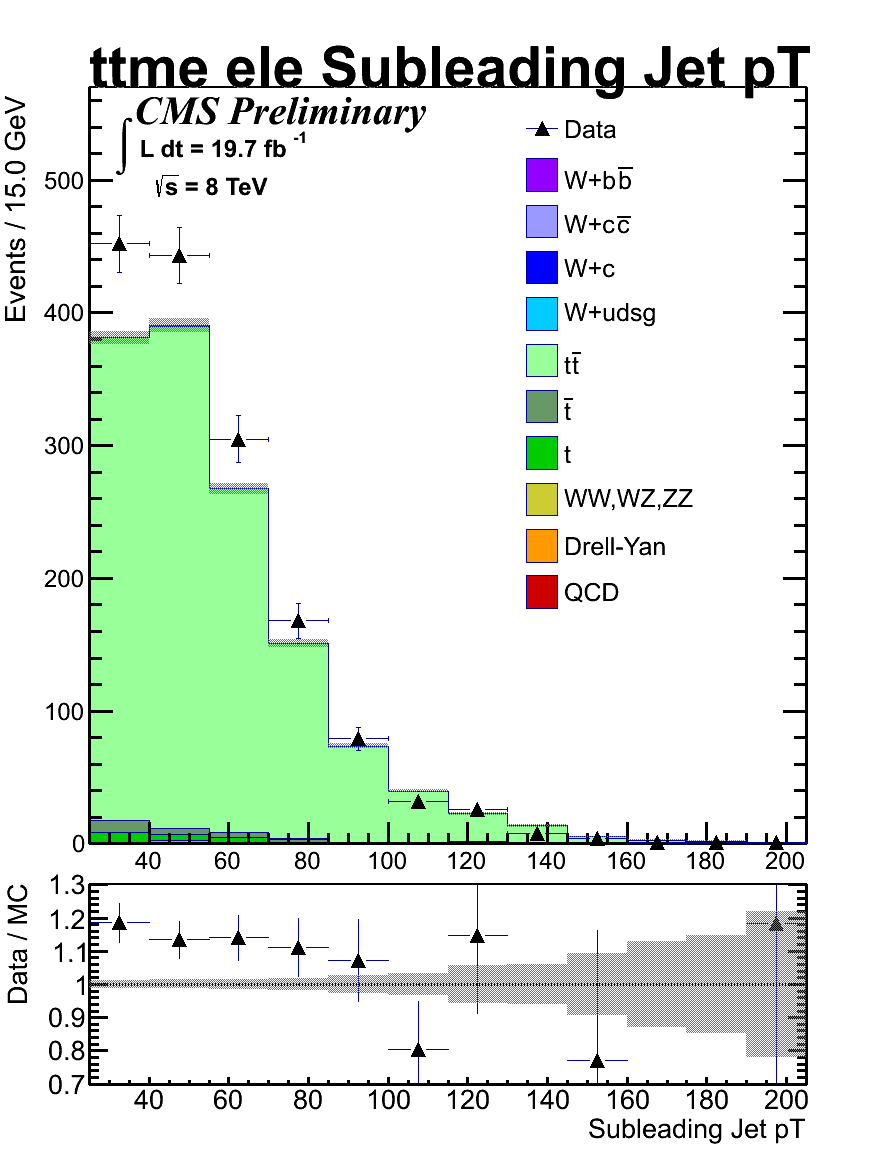 ttme ele Subleading Jet pT
CMS Preliminary
∫ L dt = 19.7 fb -1
√s = 8 TeV
Events / 15.0 GeV
500
400
300
200
100
0
Data
W+bb̅
W+cc̅
W+c
W+udsg
tt̅
t̅
t
WW,WZ,ZZ
Drell-Yan
QCD
40 60 80 100 120 140 160 180 200
Data / MC
1.3
1.2
1.1
1
0.9
0.8
0.7
40 60 80 100 120 140 160 180 200
Subleading Jet pT